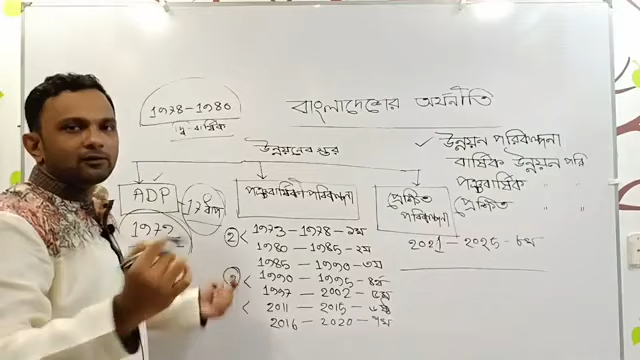 ১৯৭৮-১৯৮০
দ্বি-বার্ষিক
বাংলাদেশের অর্থনীতি
উন্নয়নের স্তর
✓ উন্নয়ন পরিকল্পনা
বার্ষিক উন্নয়ন পরি
পঞ্চবার্ষিক " "
প্রেক্ষিত " "
২০২১ - ২০২৫ - ৮ম
ADP
১৭ ধাপ
১৯৭২
পঞ্চবার্ষিকী পরিকল্পনা
প্রেক্ষিত
পরিকল্পনা
১৯৭৩ - ১৯৭৮ - ১ম
১৯৮০ - ১৯৮৫ - ২য়
১৯৮৫ - ১৯৯০ - ৩য়
১৯৯০ - ১৯৯৫ - ৪র্থ
১৯৯৭ - ২০০২ - ৫ম
২০১১ - ২০১৫ - ৬ষ্ঠ
২০১৬ - ২০২০ - ৭ম